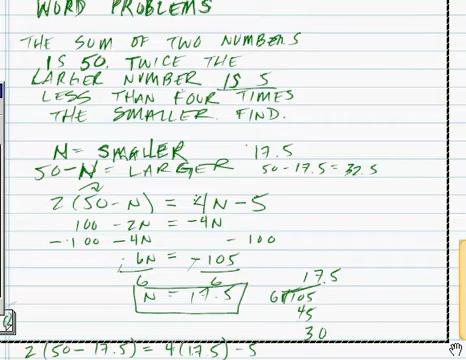 WORD PROBLEMS
THE SUM OF TWO NUMBERS
IS 50. TWICE THE
LARGER NUMBER IS 5
LESS THAN FOUR TIMES
THE SMALLER. FIND.
N = SMALLER 17.5
50-N = LARGER 50-17.5=32.5
2(50-N) = 4N-5
100 -2N = -4N
-100 -4N -100
-6N = -105
6 6
N = 17.5
17.5
6 105
45
30
2(50-17.5)=4(17.5)-5